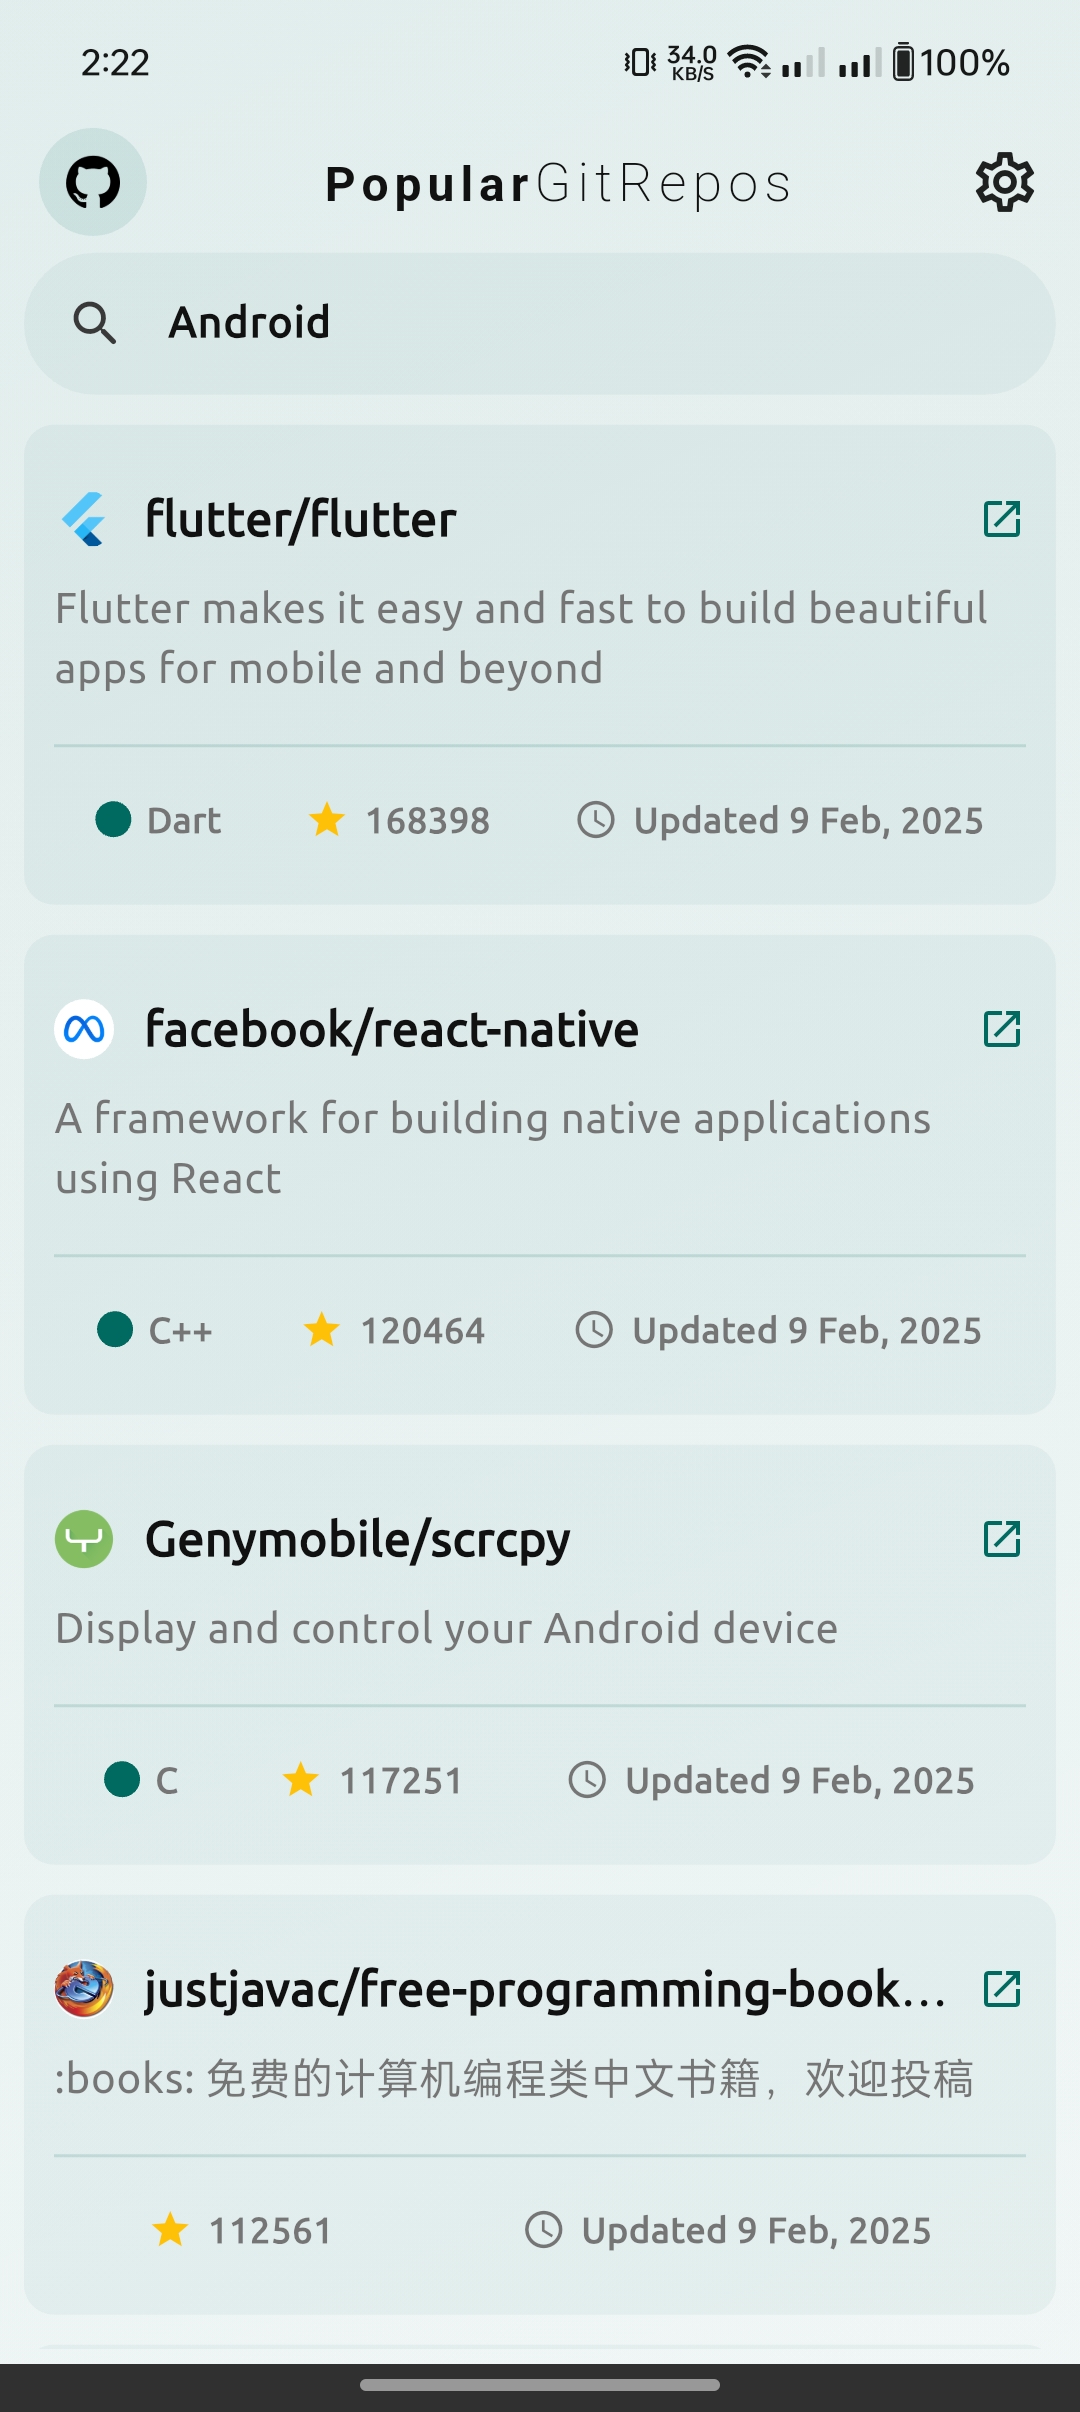 2:22
34.0
KB/S
100%
PopularGitRepos
Android
flutter/flutter
Flutter makes it easy and fast to build beautiful
apps for mobile and beyond
Dart 168398 Updated 9 Feb, 2025
facebook/react-native
A framework for building native applications
using React
C++ 120464 Updated 9 Feb, 2025
Genymobile/scrcpy
Display and control your Android device
C 117251 Updated 9 Feb, 2025
justjavac/free-programming-book...
:books: 免费的计算机编程类中文书籍，欢迎投稿
112561 Updated 9 Feb, 2025